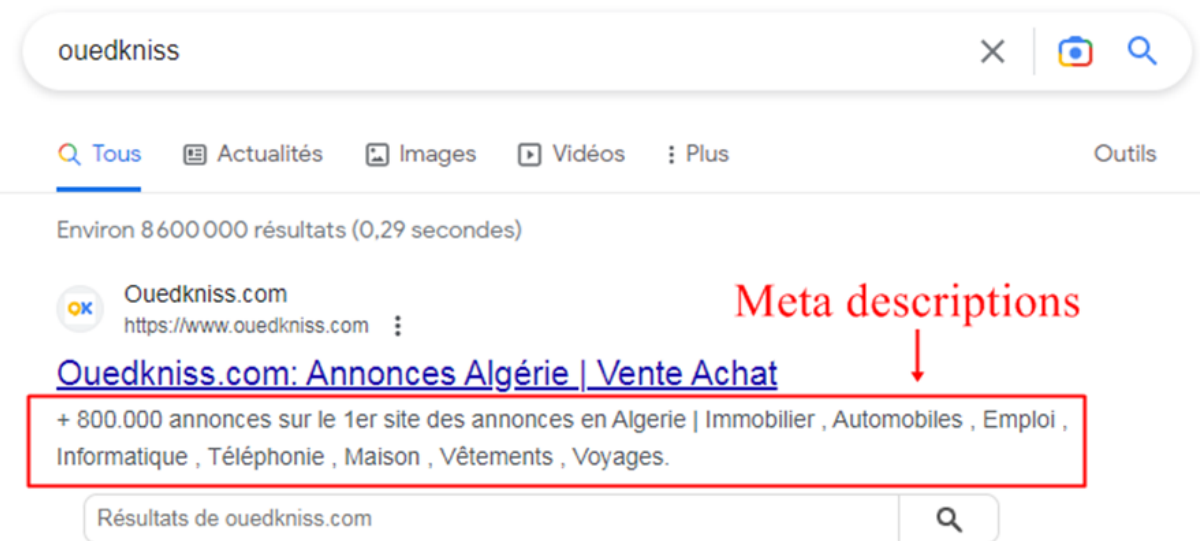 ouedkniss
Tous Actualités Images Vidéos Plus Outils
Environ 8 600 000 résultats (0,29 secondes)
OK
Ouedkniss.com
https://www.ouedkniss.com
Meta descriptions
Ouedkniss.com: Annonces Algérie | Vente Achat
+ 800.000 annonces sur le 1er site des annonces en Algerie | Immobilier , Automobiles , Emploi ,
Informatique , Téléphonie , Maison , Vêtements , Voyages.
Résultats de ouedkniss.com